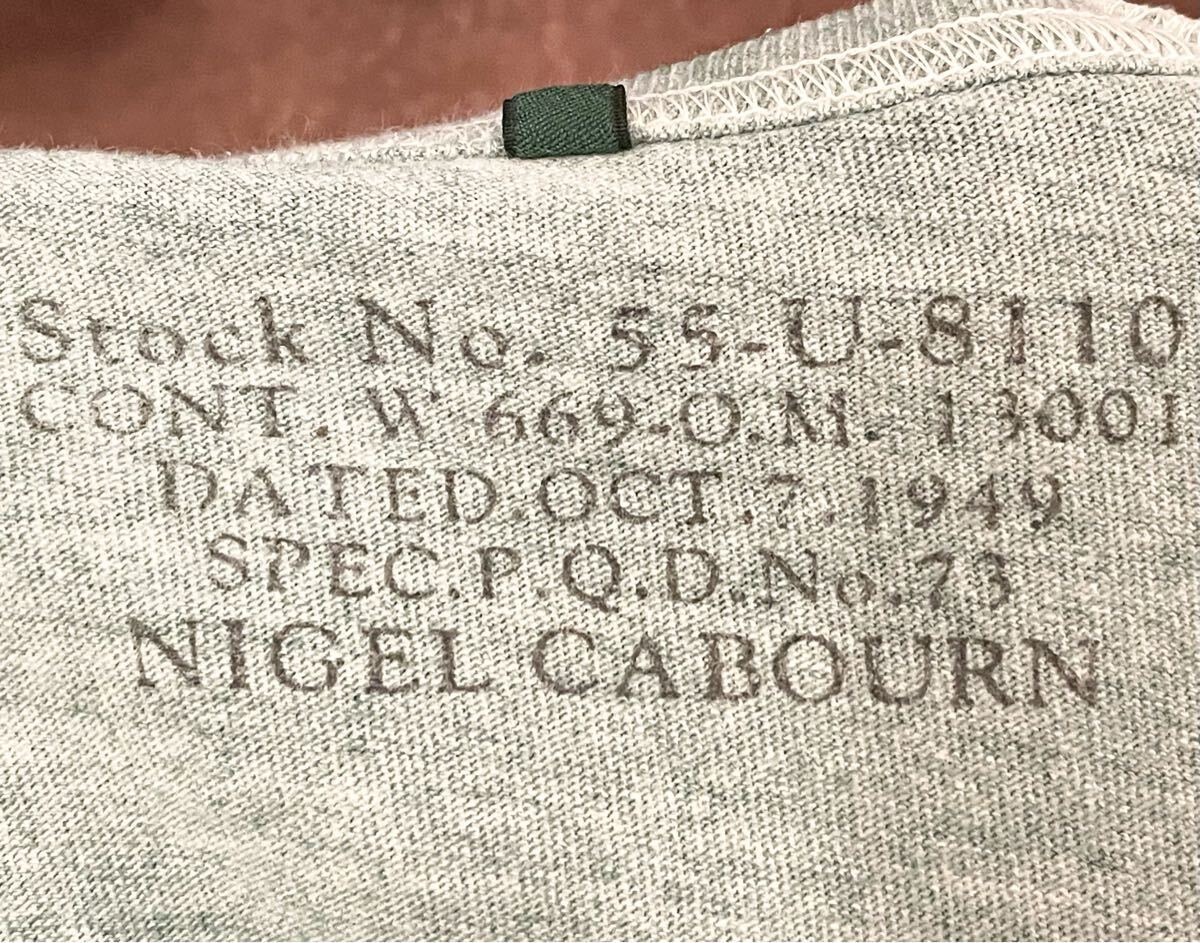 Stock No. 55-U-8110
CONT. W 669-O.M. 13001
DATED.OCT.7.1949
SPEC.P.Q.D.No.73
NIGEL CABOURN